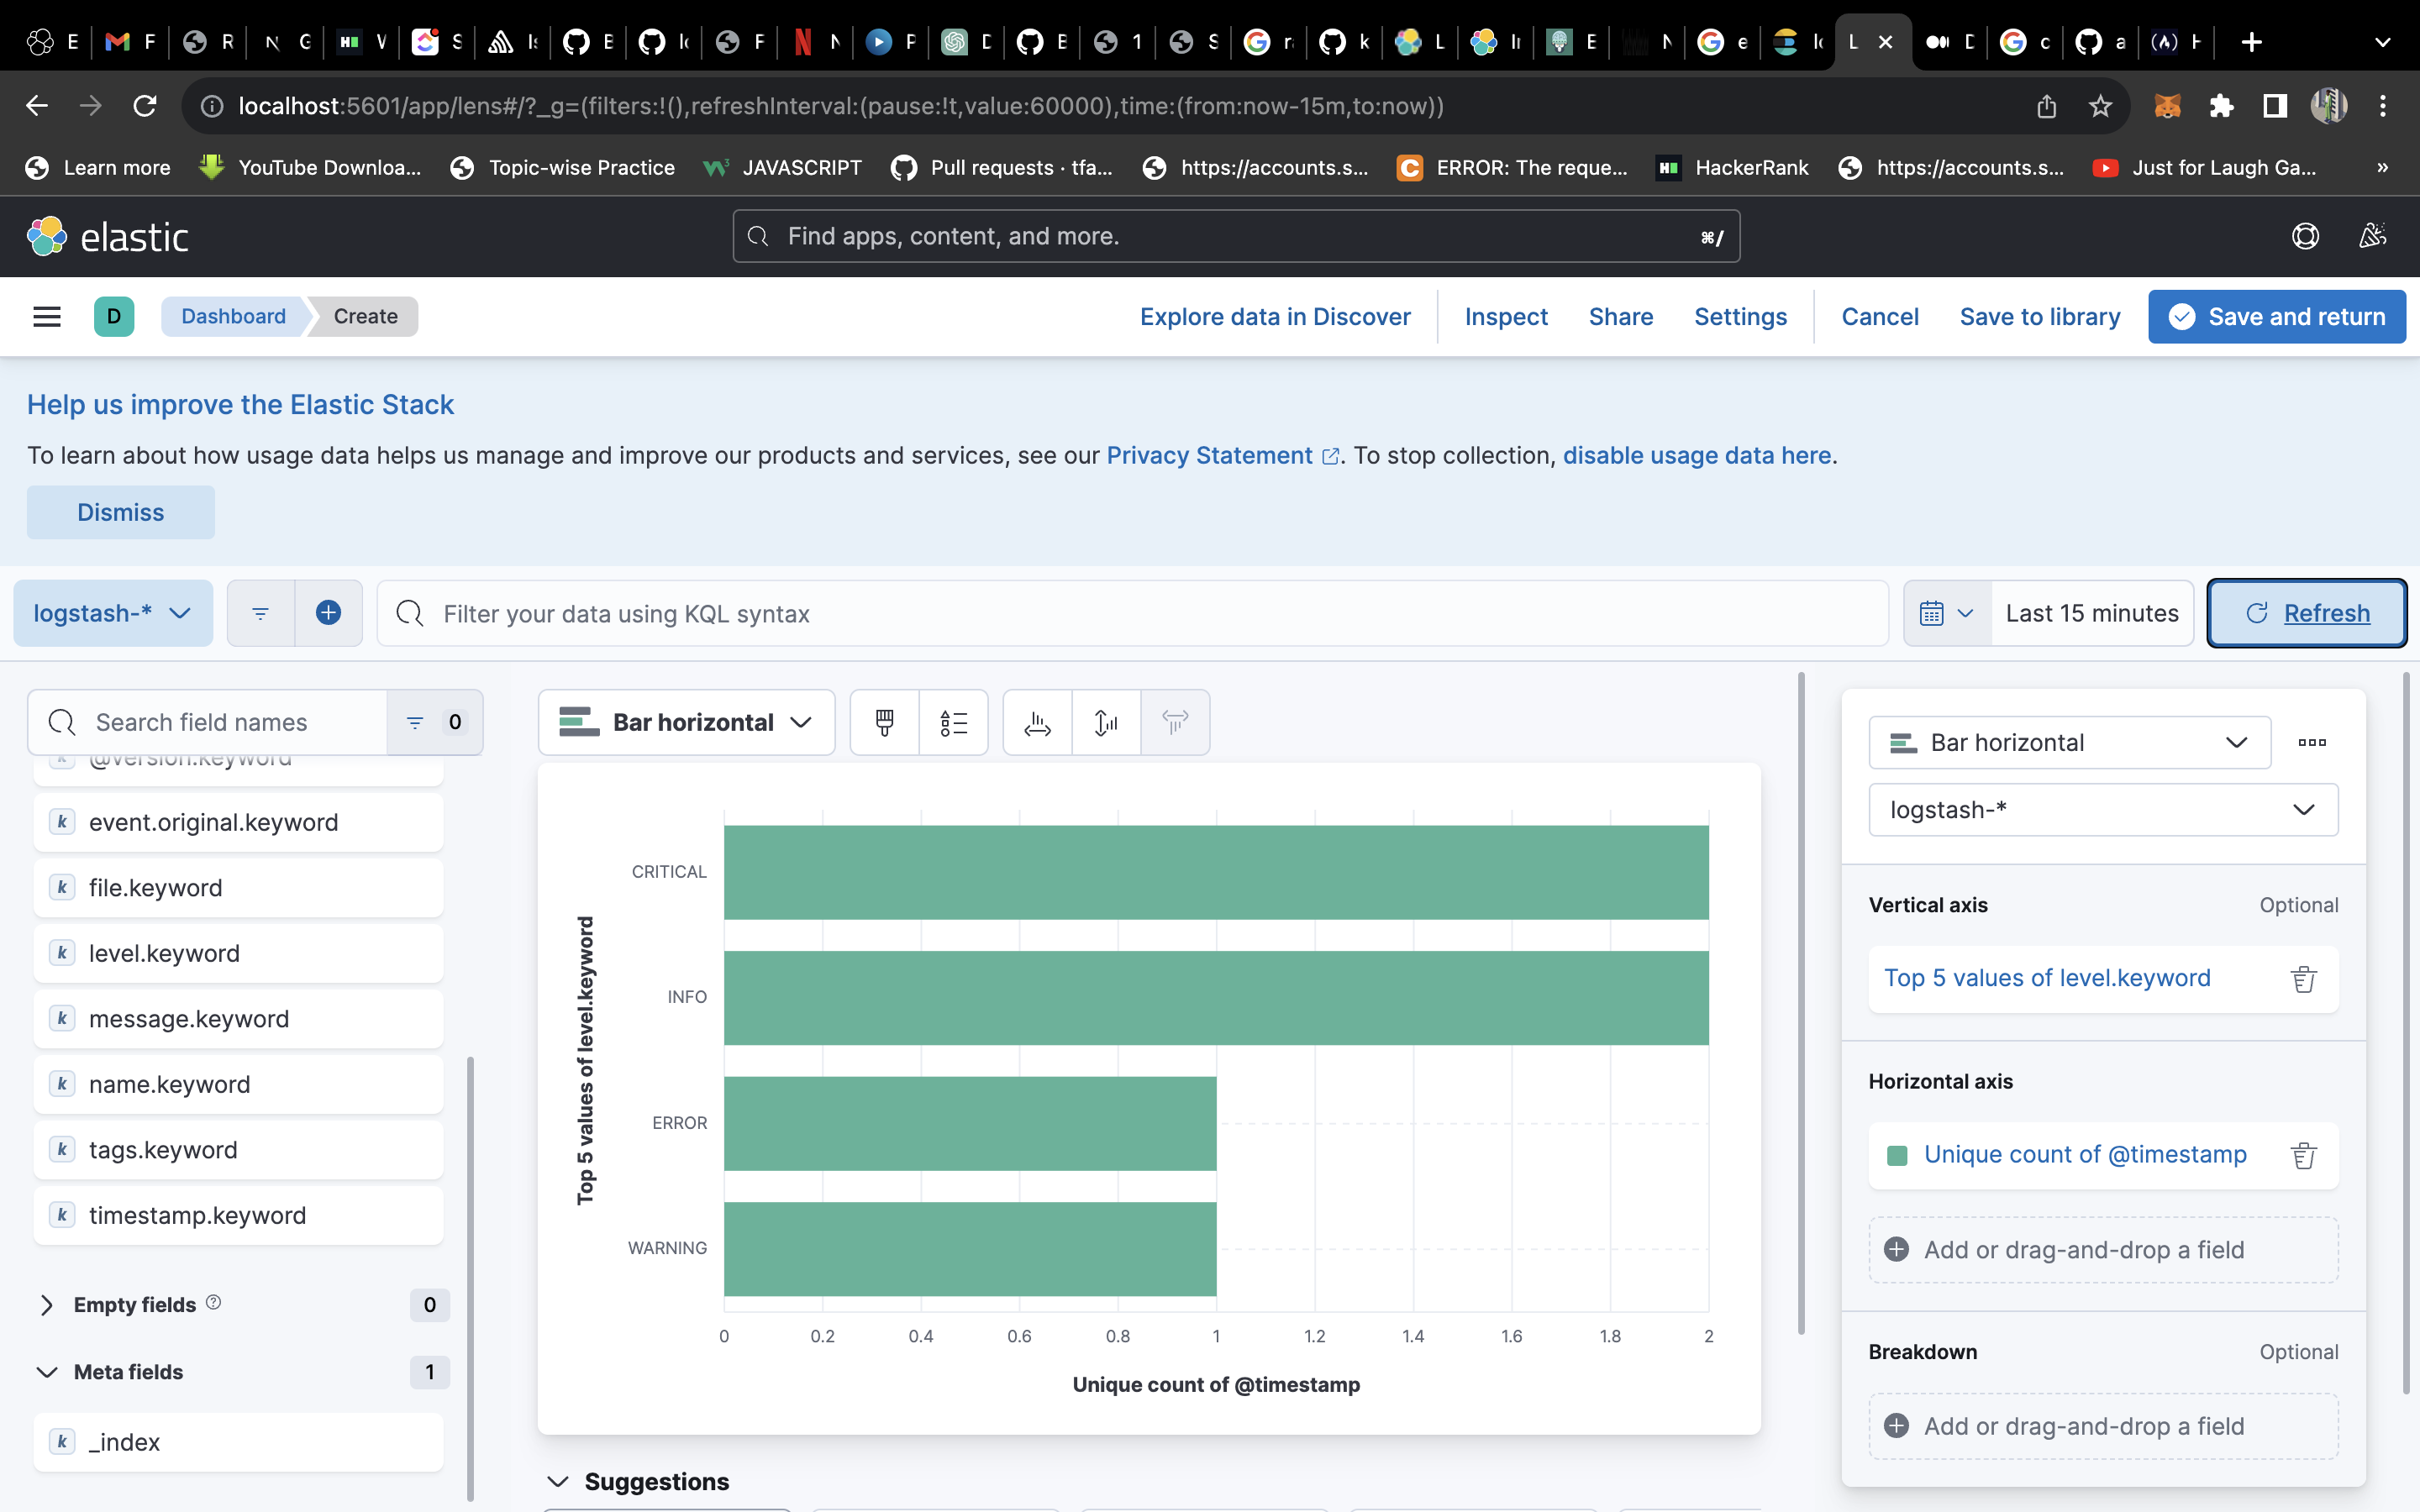 E
F
R
G
S
F
N
P
D
1
S
k
L
E
N
e
L
D
c
a
localhost:5601/app/lens#/?_g=(filters:!(),refreshInterval:(pause:!t,value:60000),time:(from:now-15m,to:now))
Learn more
YouTube Downloa...
Topic-wise Practice
JAVASCRIPT
Pull requests · tfa...
https://accounts.s...
ERROR: The reque...
HackerRank
https://accounts.s...
Just for Laugh Ga...
»
elastic
Find apps, content, and more.
⌘/
D
Dashboard
Create
Explore data in Discover
Inspect
Share
Settings
Cancel
Save to library
Save and return
Help us improve the Elastic Stack
To learn about how usage data helps us manage and improve our products and services, see our Privacy Statement. To stop collection, disable usage data here.
Dismiss
logstash-*
Filter your data using KQL syntax
Last 15 minutes
Refresh
Search field names
0
@version.keyword
k event.original.keyword
k file.keyword
k level.keyword
k message.keyword
k name.keyword
k tags.keyword
k timestamp.keyword
Empty fields
0
Meta fields
1
k _index
Bar horizontal
Top 5 values of level.keyword
CRITICAL
INFO
ERROR
WARNING
0 0.2 0.4 0.6 0.8 1 1.2 1.4 1.6 1.8 2
Unique count of @timestamp
Suggestions
Bar horizontal
logstash-*
Vertical axis
Optional
Top 5 values of level.keyword
Horizontal axis
Unique count of @timestamp
Add or drag-and-drop a field
Breakdown
Optional
Add or drag-and-drop a field